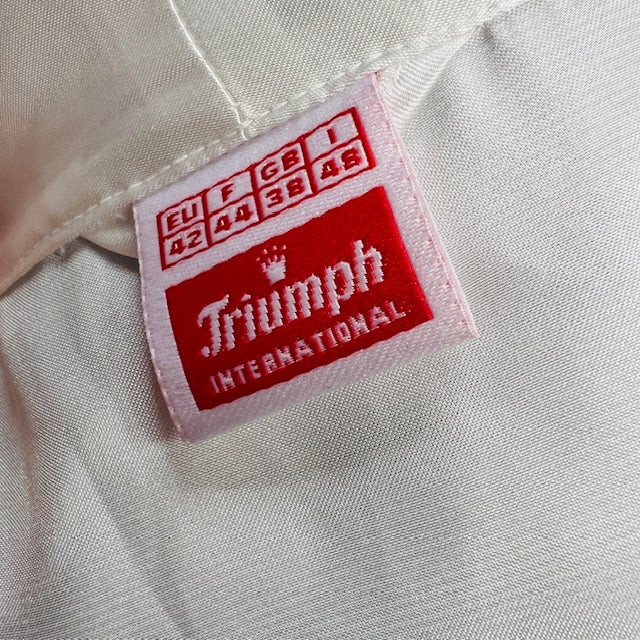 EU F GB I
42 44 38 48
Triumph
INTERNATIONAL